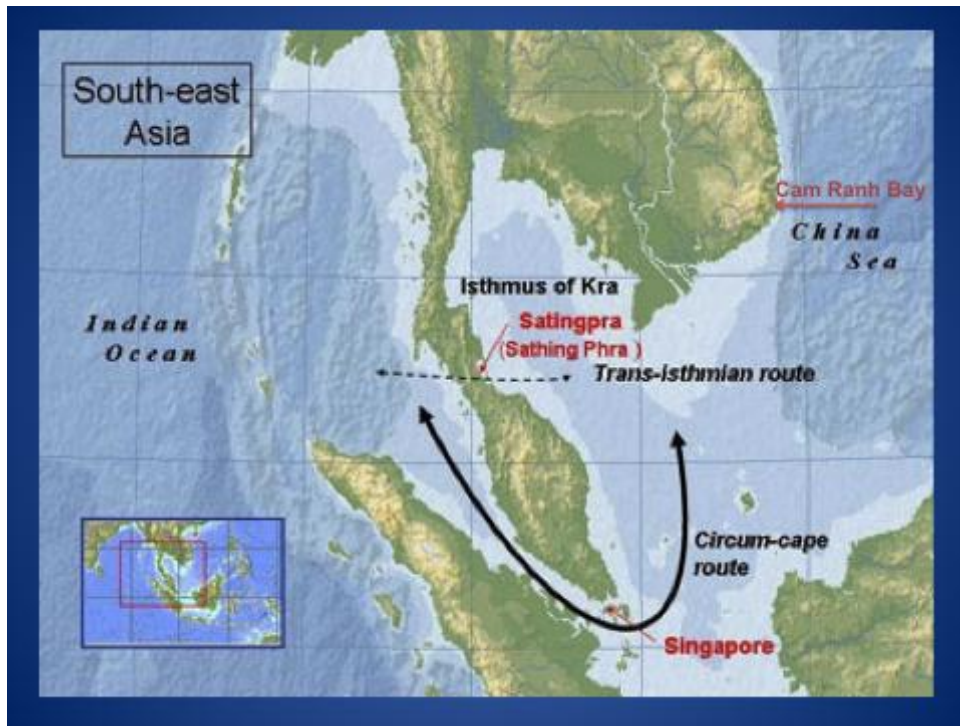 South-east
Asia
Cam Ranh Bay
China
Sea
Isthmus of Kra
Satingpra
(Sathing Phra )
Indian
Ocean
Trans-isthmian route
Circum-cape
route
Singapore